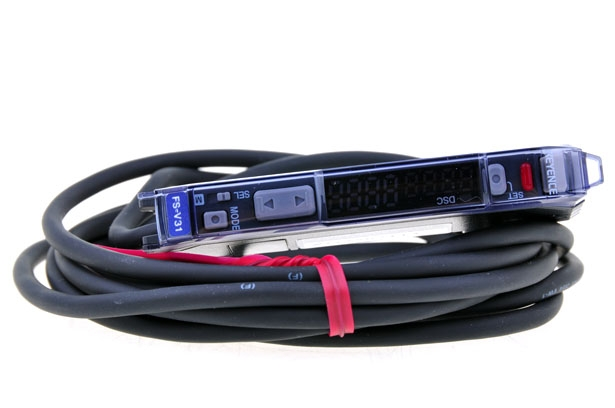 FS-V31
M
SEL
MODE
DSC
SET
KEYENCE
(F)
(F)